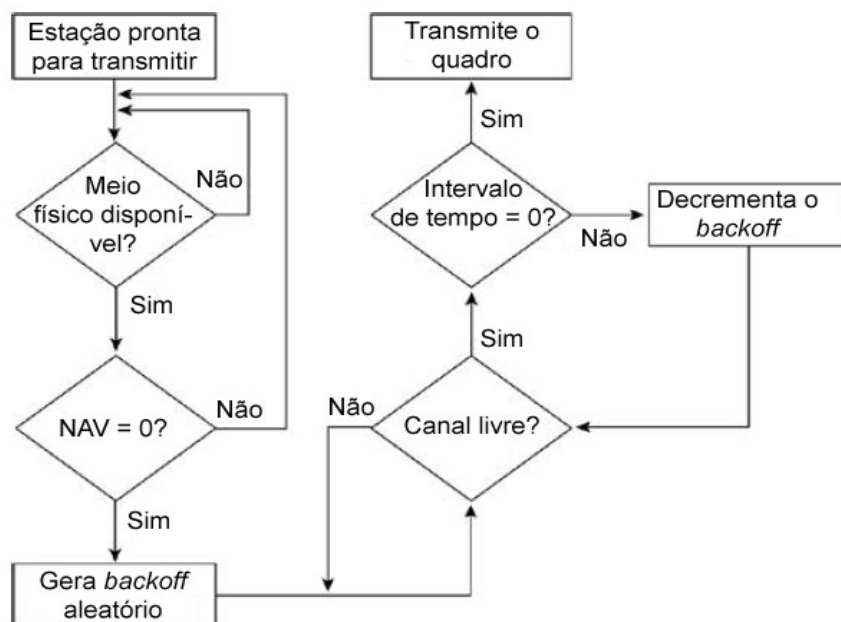 Estação pronta
para transmitir
Não
Meio
físico disponí-
vel?
Sim
Não
NAV = 0?
Sim
Gera backoff
aleatório
Transmite o
quadro
Sim
Intervalo
de tempo = 0?
Não
Decrementa o
backoff
Sim
Não
Canal livre?